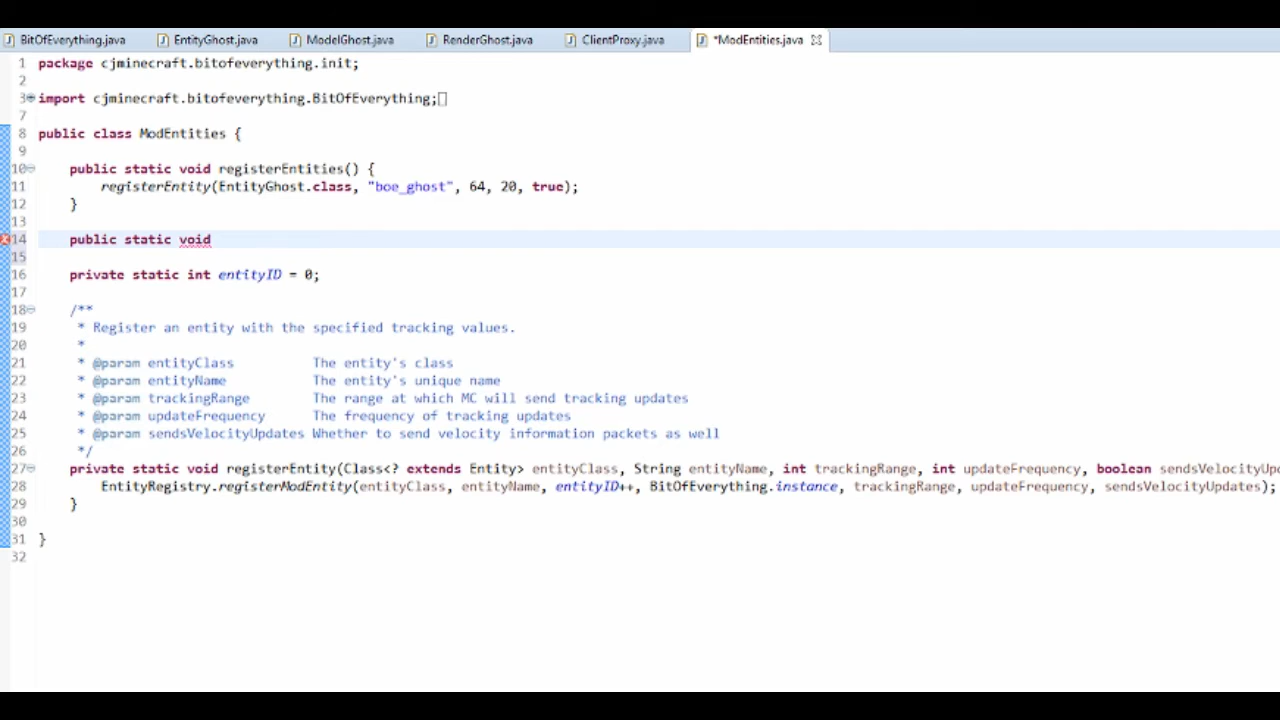 BitOfEverything.java EntityGhost.java ModelGhost.java RenderGhost.java ClientProxy.java *ModEntities.java
1 package cjminecraft.bitofeverything.init;
2
3 import cjminecraft.bitofeverything.BitOfEverything;
7
8 public class ModEntities {
9
10 public static void registerEntities() {
11 registerEntity(EntityGhost.class, "boe_ghost", 64, 20, true);
12 }
13
14 public static void
15
16 private static int entityID = 0;
17
18 /**
19 * Register an entity with the specified tracking values.
20 *
21 * @param entityClass The entity's class
22 * @param entityName The entity's unique name
23 * @param trackingRange The range at which MC will send tracking updates
24 * @param updateFrequency The frequency of tracking updates
25 * @param sendsVelocityUpdates Whether to send velocity information packets as well
26 */
27 private static void registerEntity(Class<? extends Entity> entityClass, String entityName, int trackingRange, int updateFrequency, boolean sendsVelocityUp
28 EntityRegistry.registerModEntity(entityClass, entityName, entityID++, BitOfEverything.instance, trackingRange, updateFrequency, sendsVelocityUpdates);
29 }
30
31 }
32